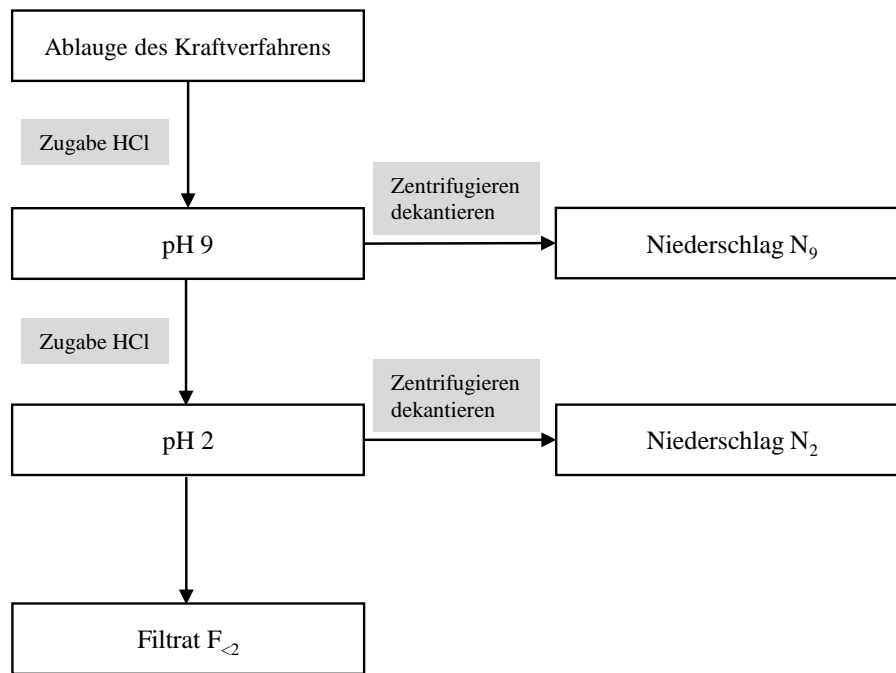 Ablauge des Kraftverfahrens
Zugabe HCl
Zentrifugieren
dekantieren
pH 9
Niederschlag N₉
Zugabe HCl
Zentrifugieren
dekantieren
pH 2
Niederschlag N₂
Filtrat F<₂